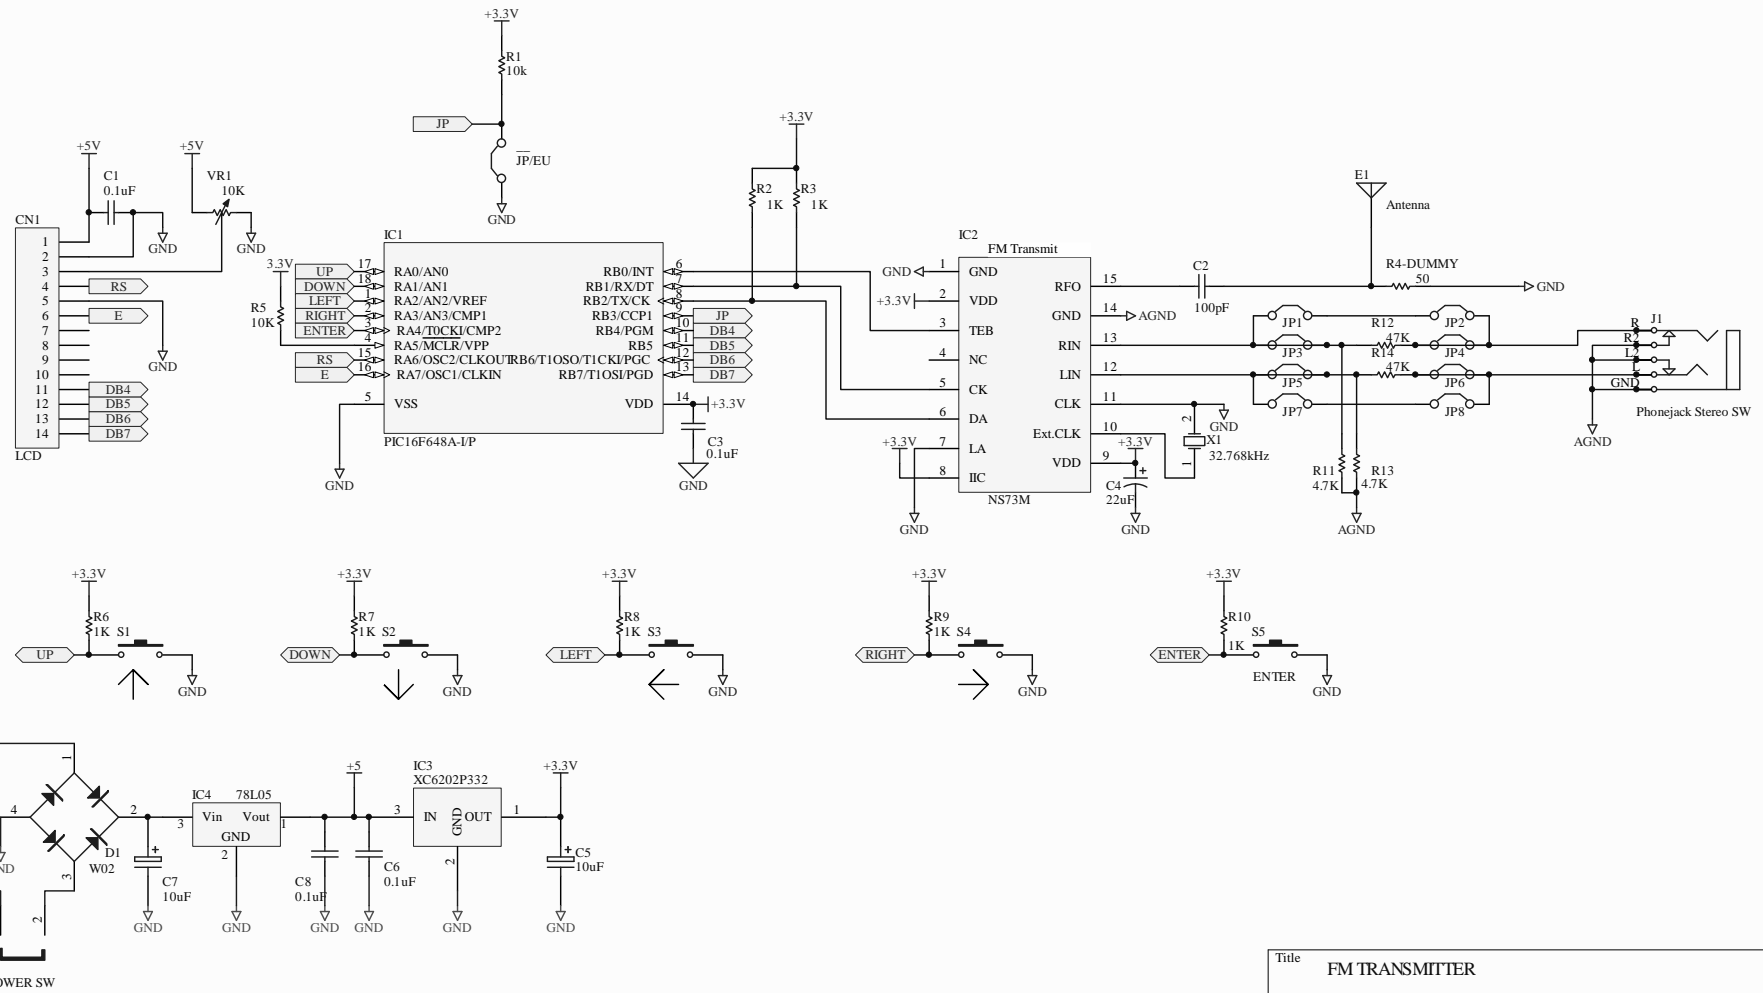 +3.3V
R1
10k
JP
JP/EU
GND
+5V
C1
0.1uF
GND
+5V
VR1
10K
GND
CN1
1
2
3
4 RS
5
6 E
7
8
9
10
11 DB4
12 DB5
13 DB6
14 DB7
LCD
GND
3.3V
R5
10K
IC1
UP 17 RA0/AN0
DOWN 18 RA1/AN1
LEFT 1 RA2/AN2/VREF
RIGHT 2 RA3/AN3/CMP1
ENTER 3 RA4/T0CKI/CMP2
4 RA5/MCLR/VPP
RS 15 RA6/OSC2/CLKOUT
E 16 RA7/OSC1/CLKIN
5 VSS
RB0/INT 6
RB1/RX/DT 7
RB2/TX/CK 8
RB3/CCP1 9 JP
RB4/PGM 10 DB4
RB5 11 DB5
RB6/T1OSO/T1CKI/PGC 12 DB6
RB7/T1OSI/PGD 13 DB7
VDD 14 +3.3V
PIC16F648A-I/P
GND
C3
0.1uF
GND
+3.3V
R2
1K
R3
1K
IC2
FM Transmit
GND 1 GND
+3.3V 2 VDD
3 TEB
4 NC
5 CK
6 DA
+3.3V 7 LA
8 IIC
GND
RFO 15
GND 14 AGND
RIN 13
LIN 12
CLK 11
Ext.CLK 10
VDD 9
NS73M
+3.3V
C4
+
22uF
GND
2
1
GND
X1
32.768kHz
C2
100pF
E1
Antenna
R4-DUMMY
50
GND
JP1
JP3
JP5
JP7
R12
47K
R14
47K
JP2
JP4
JP6
JP8
R11
4.7K
R13
4.7K
AGND
J1
R
R2
L2
L
GND
Phonejack Stereo SW
AGND
+3.3V
R6
1K
S1
UP
GND
+3.3V
R7
1K
S2
DOWN
GND
+3.3V
R8
1K
S3
LEFT
GND
+3.3V
R9
1K
S4
RIGHT
GND
+3.3V
R10
1K
S5
ENTER
ENTER
GND
1
4
2
3
D1
W02
ND
2
OWER SW
+
C7
10uF
GND
IC4 78L05
3 Vin Vout 1
GND
2
GND
C8
0.1uF
GND
+5
C6
0.1uF
GND
IC3
XC6202P332
3 IN GND OUT 1
2
GND
+3.3V
+
C5
10uF
GND
Title
FM TRANSMITTER